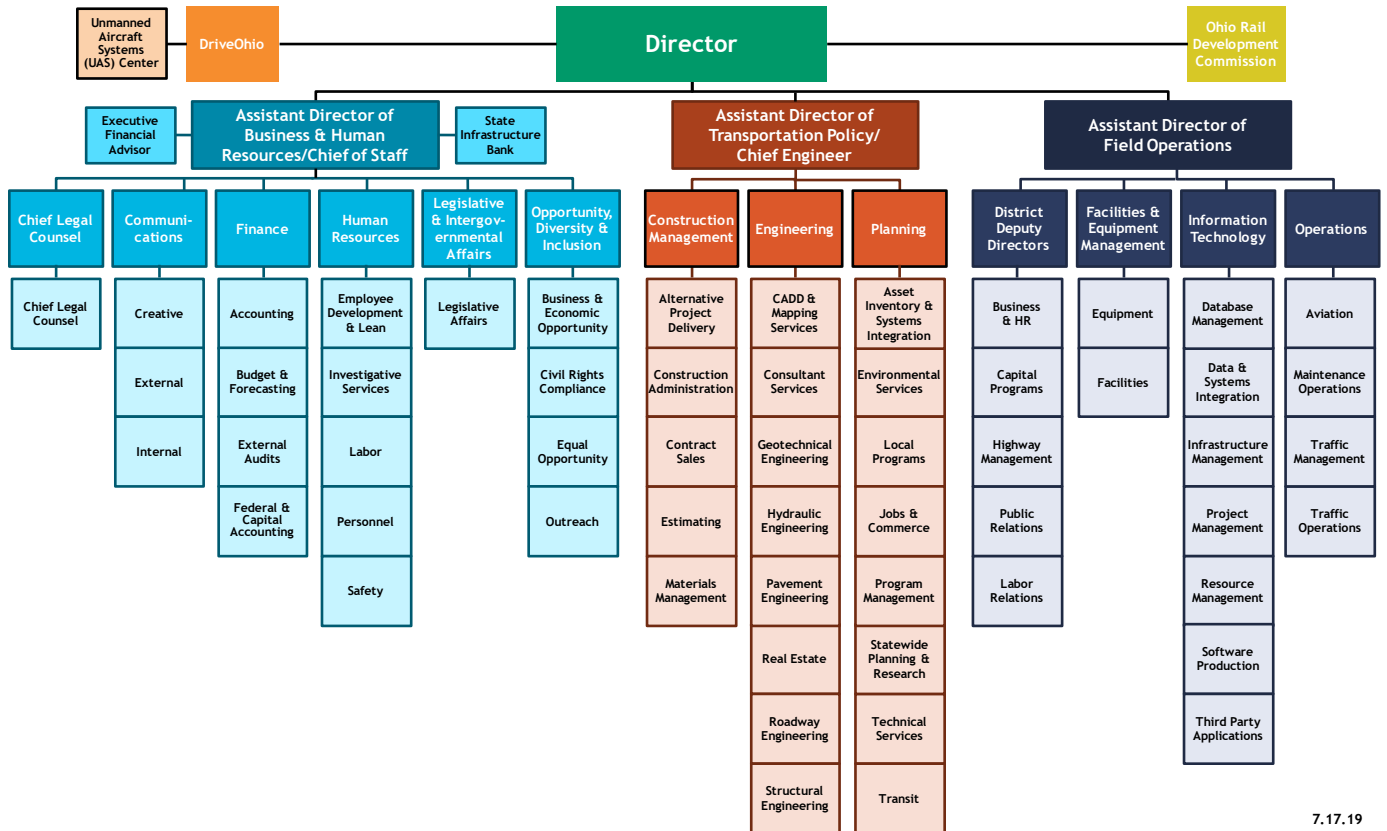 Unmanned
Aircraft
Systems
(UAS) Center
DriveOhio
Director
Ohio Rail
Development
Commission
Executive
Financial
Advisor
Assistant Director of
Business & Human
Resources/Chief of Staff
State
Infrastructure
Bank
Assistant Director of
Transportation Policy/
Chief Engineer
Assistant Director of
Field Operations
Chief Legal
Counsel
Communi-
cations
Finance
Human
Resources
Legislative
& Intergov-
ernmental
Affairs
Opportunity,
Diversity &
Inclusion
Construction
Management
Engineering
Planning
District
Deputy
Directors
Facilities &
Equipment
Management
Information
Technology
Operations
Chief Legal
Counsel
Creative
External
Internal
Accounting
Budget &
Forecasting
External
Audits
Federal &
Capital
Accounting
Employee
Development
& Lean
Investigative
Services
Labor
Personnel
Safety
Legislative
Affairs
Business &
Economic
Opportunity
Civil Rights
Compliance
Equal
Opportunity
Outreach
Alternative
Project
Delivery
Construction
Administration
Contract
Sales
Estimating
Materials
Management
CADD &
Mapping
Services
Consultant
Services
Geotechnical
Engineering
Hydraulic
Engineering
Pavement
Engineering
Real Estate
Roadway
Engineering
Structural
Engineering
Asset
Inventory &
Systems
Integration
Environmental
Services
Local
Programs
Jobs &
Commerce
Program
Management
Statewide
Planning &
Research
Technical
Services
Transit
Business
& HR
Capital
Programs
Highway
Management
Public
Relations
Labor
Relations
Equipment
Facilities
Database
Management
Data &
Systems
Integration
Infrastructure
Management
Project
Management
Resource
Management
Software
Production
Third Party
Applications
Aviation
Maintenance
Operations
Traffic
Management
Traffic
Operations
7.17.19